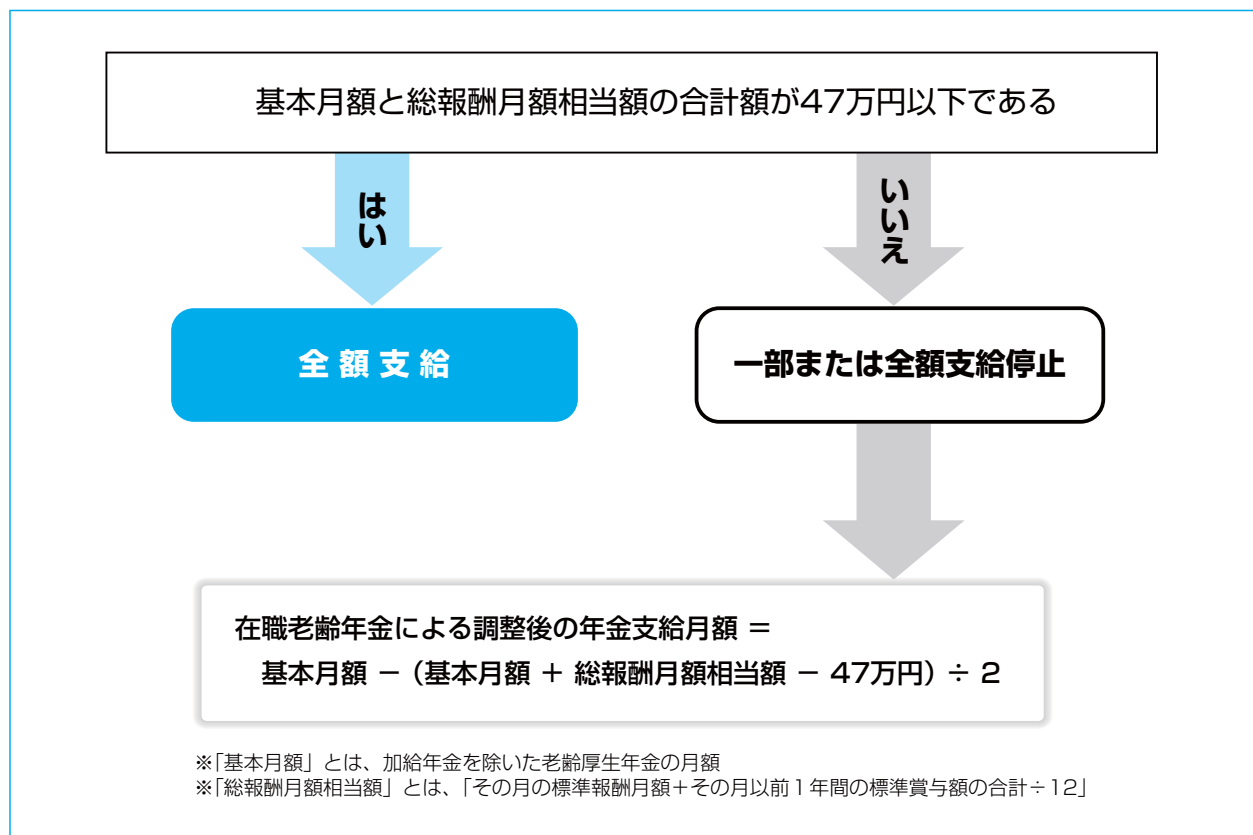 基本月額と総報酬月額相当額の合計額が47万円以下である
はい
いいえ
全額支給
一部または全額支給停止
在職老齢年金による調整後の年金支給月額 ＝
基本月額 － （基本月額 ＋ 総報酬月額相当額 － 47万円） ÷ 2
※「基本月額」とは、加給年金を除いた老齢厚生年金の月額
※「総報酬月額相当額」とは、「その月の標準報酬月額＋その月以前１年間の標準賞与額の合計÷12」